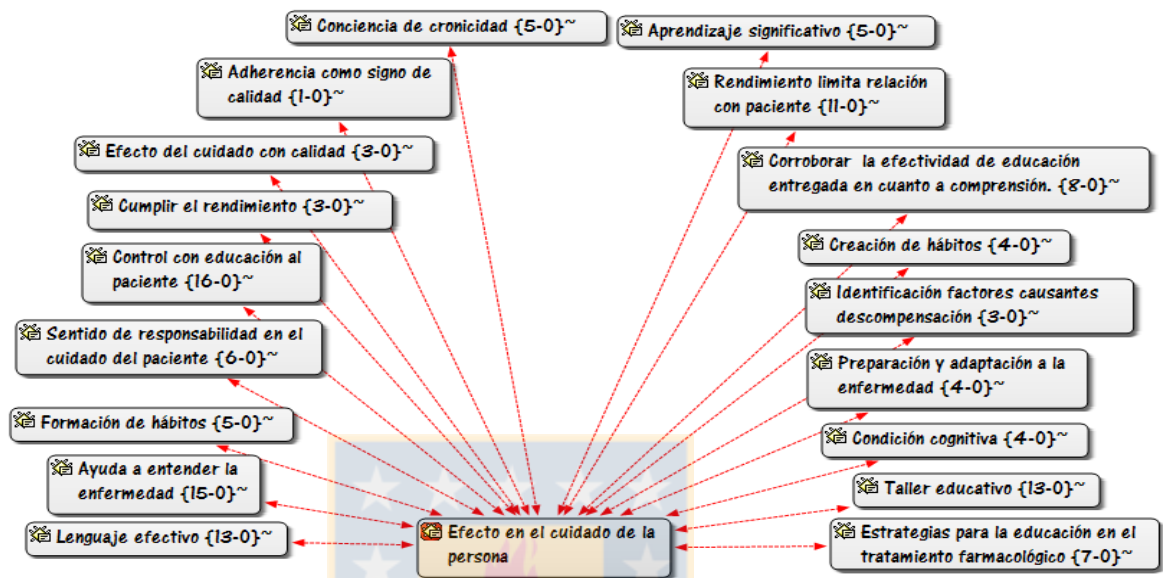 Conciencia de cronicidad {5-0}~
Aprendizaje significativo {5-0}~
Adherencia como signo de
calidad {1-0}~
Rendimiento limita relación
con paciente {11-0}~
Efecto del cuidado con calidad {3-0}~
Corroborar la efectividad de educación
entregada en cuanto a comprensión. {8-0}~
Cumplir el rendimiento {3-0}~
Creación de hábitos {4-0}~
Control con educación al
paciente {16-0}~
Identificación factores causantes
descompensación {3-0}~
Sentido de responsabilidad en el
cuidado del paciente {6-0}~
Preparación y adaptación a la
enfermedad {4-0}~
Formación de hábitos {5-0}~
Condición cognitiva {4-0}~
Ayuda a entender la
enfermedad {15-0}~
Taller educativo {13-0}~
Lenguaje efectivo {13-0}~
Efecto en el cuidado de la
persona
Estrategias para la educación en el
tratamiento farmacológico {7-0}~